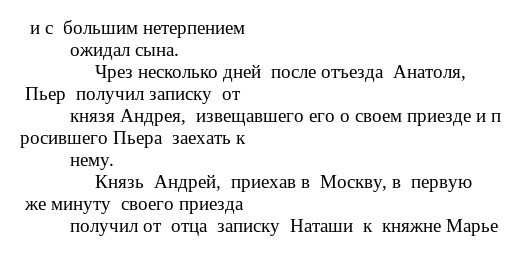 и с большим нетерпением
ожидал сына.
Чрез несколько дней после отъезда Анатоля,
Пьер получил записку от
князя Андрея, извещавшего его о своем приезде и п
росившего Пьера заехать к
нему.
Князь Андрей, приехав в Москву, в первую
же минуту своего приезда
получил от отца записку Наташи к княжне Марье